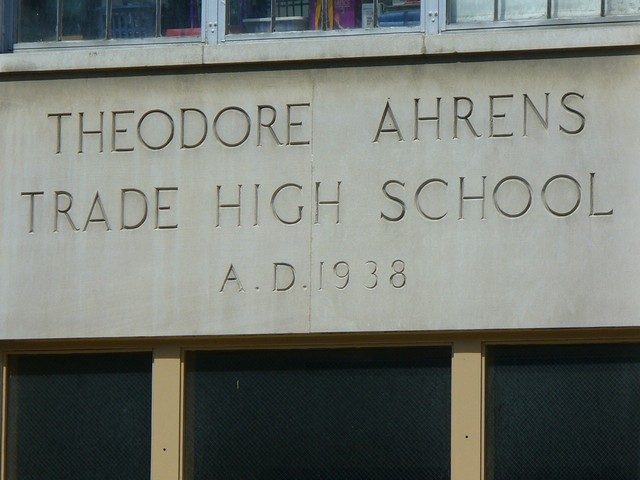 THEODORE AHRENS
TRADE HIGH SCHOOL
A.D.1938